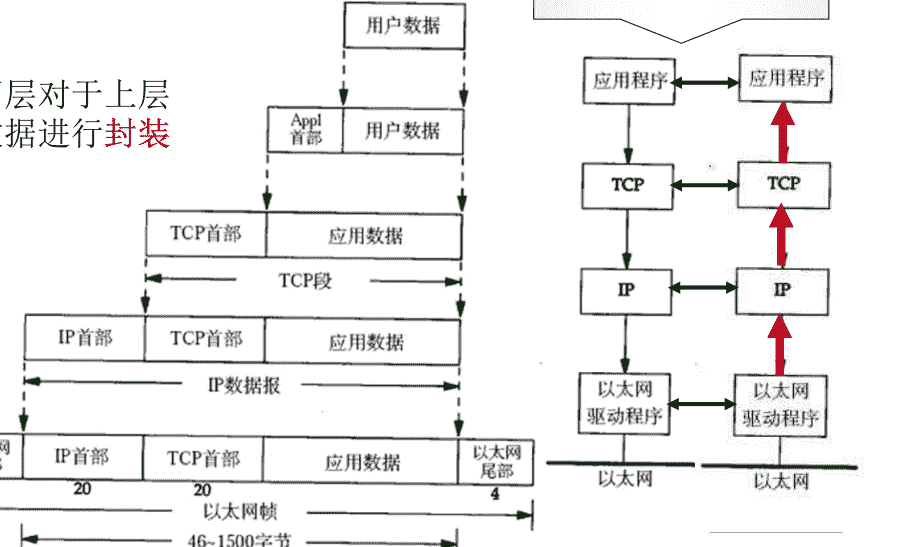 用户数据
层对于上层
据进行封装
Appl
首部
用户数据
TCP首部
应用数据
TCP段
IP首部
TCP首部
应用数据
IP数据报
IP首部
TCP首部
应用数据
以太网
尾部
20
20
4
以太网帧
46~1500字节
应用程序
应用程序
TCP
TCP
IP
IP
以太网
驱动程序
以太网
驱动程序
以太网
以太网